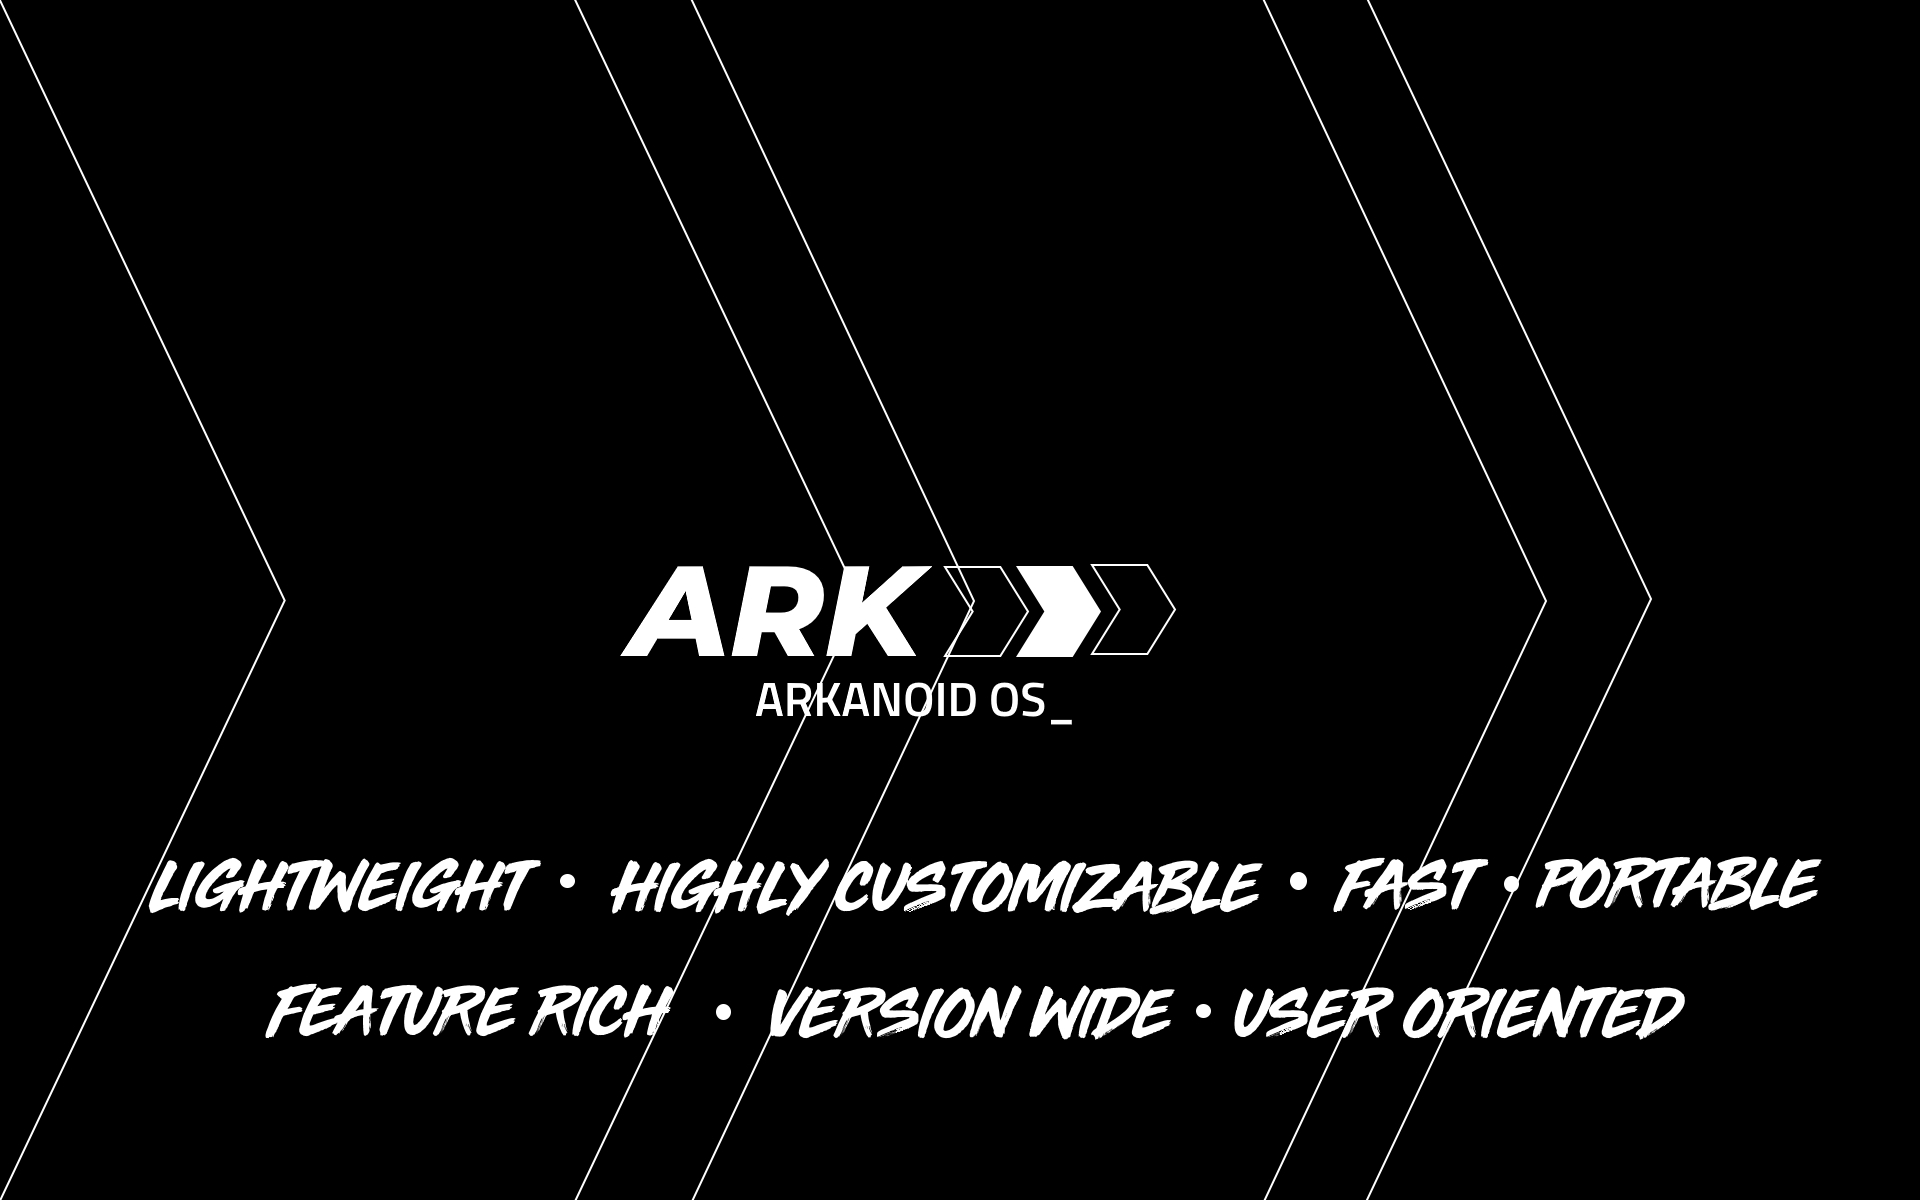 ARK
ARKANOID OS_
LIGHTWEIGHT • HIGHLY CUSTOMIZABLE • FAST • PORTABLE
FEATURE RICH • VERSION WIDE • USER ORIENTED